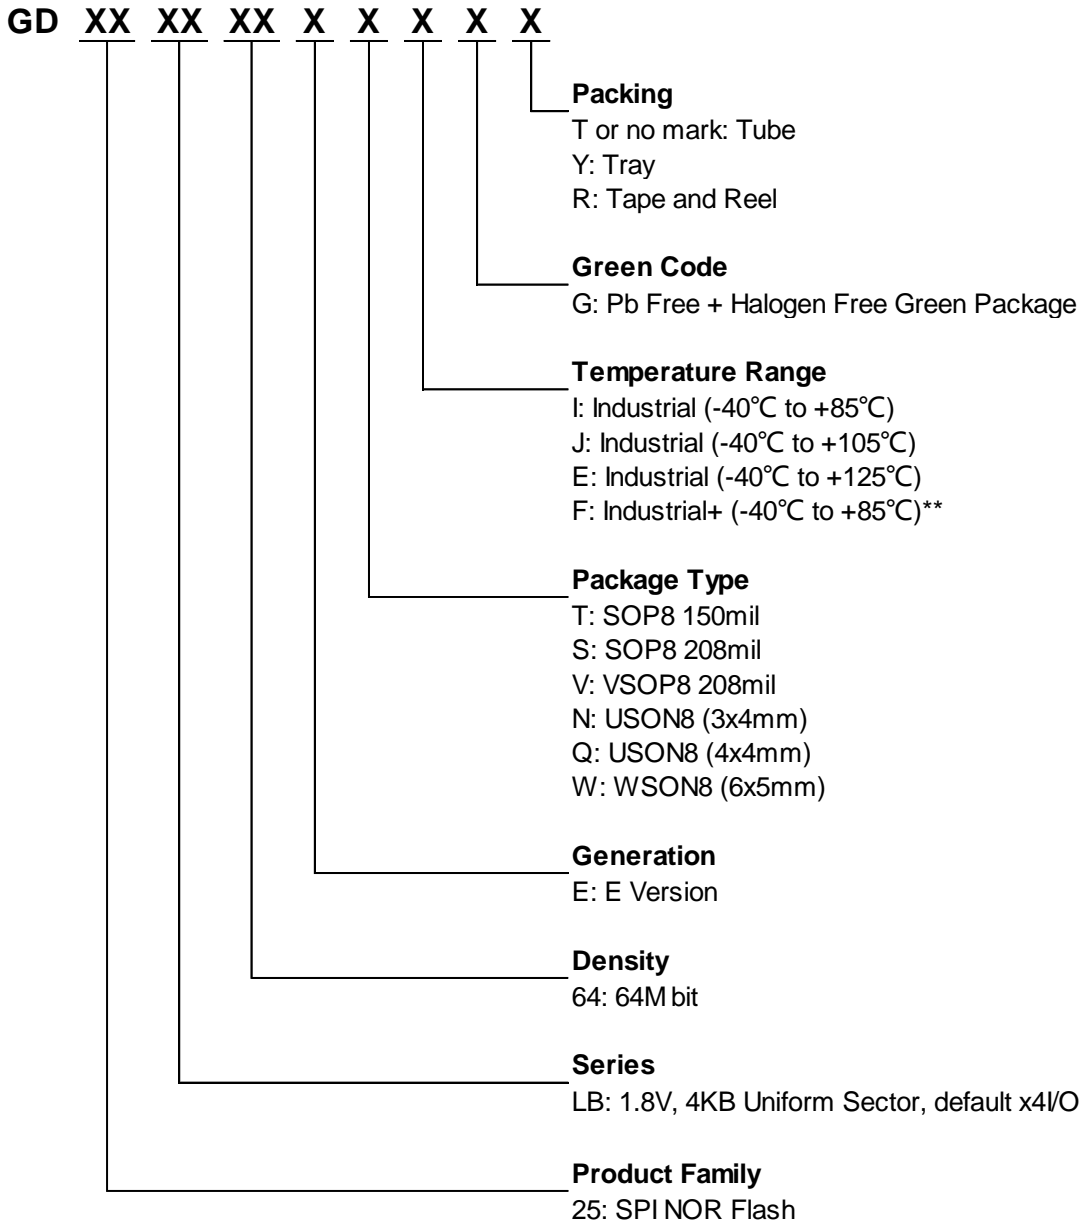 GD XX XX XX X X X X X
Packing
T or no mark: Tube
Y: Tray
R: Tape and Reel
Green Code
G: Pb Free + Halogen Free Green Package
Temperature Range
I: Industrial (-40℃ to +85℃)
J: Industrial (-40℃ to +105℃)
E: Industrial (-40℃ to +125℃)
F: Industrial+ (-40℃ to +85℃)**
Package Type
T: SOP8 150mil
S: SOP8 208mil
V: VSOP8 208mil
N: USON8 (3x4mm)
Q: USON8 (4x4mm)
W: WSON8 (6x5mm)
Generation
E: E Version
Density
64: 64M bit
Series
LB: 1.8V, 4KB Uniform Sector, default x4I/O
Product Family
25: SPI NOR Flash